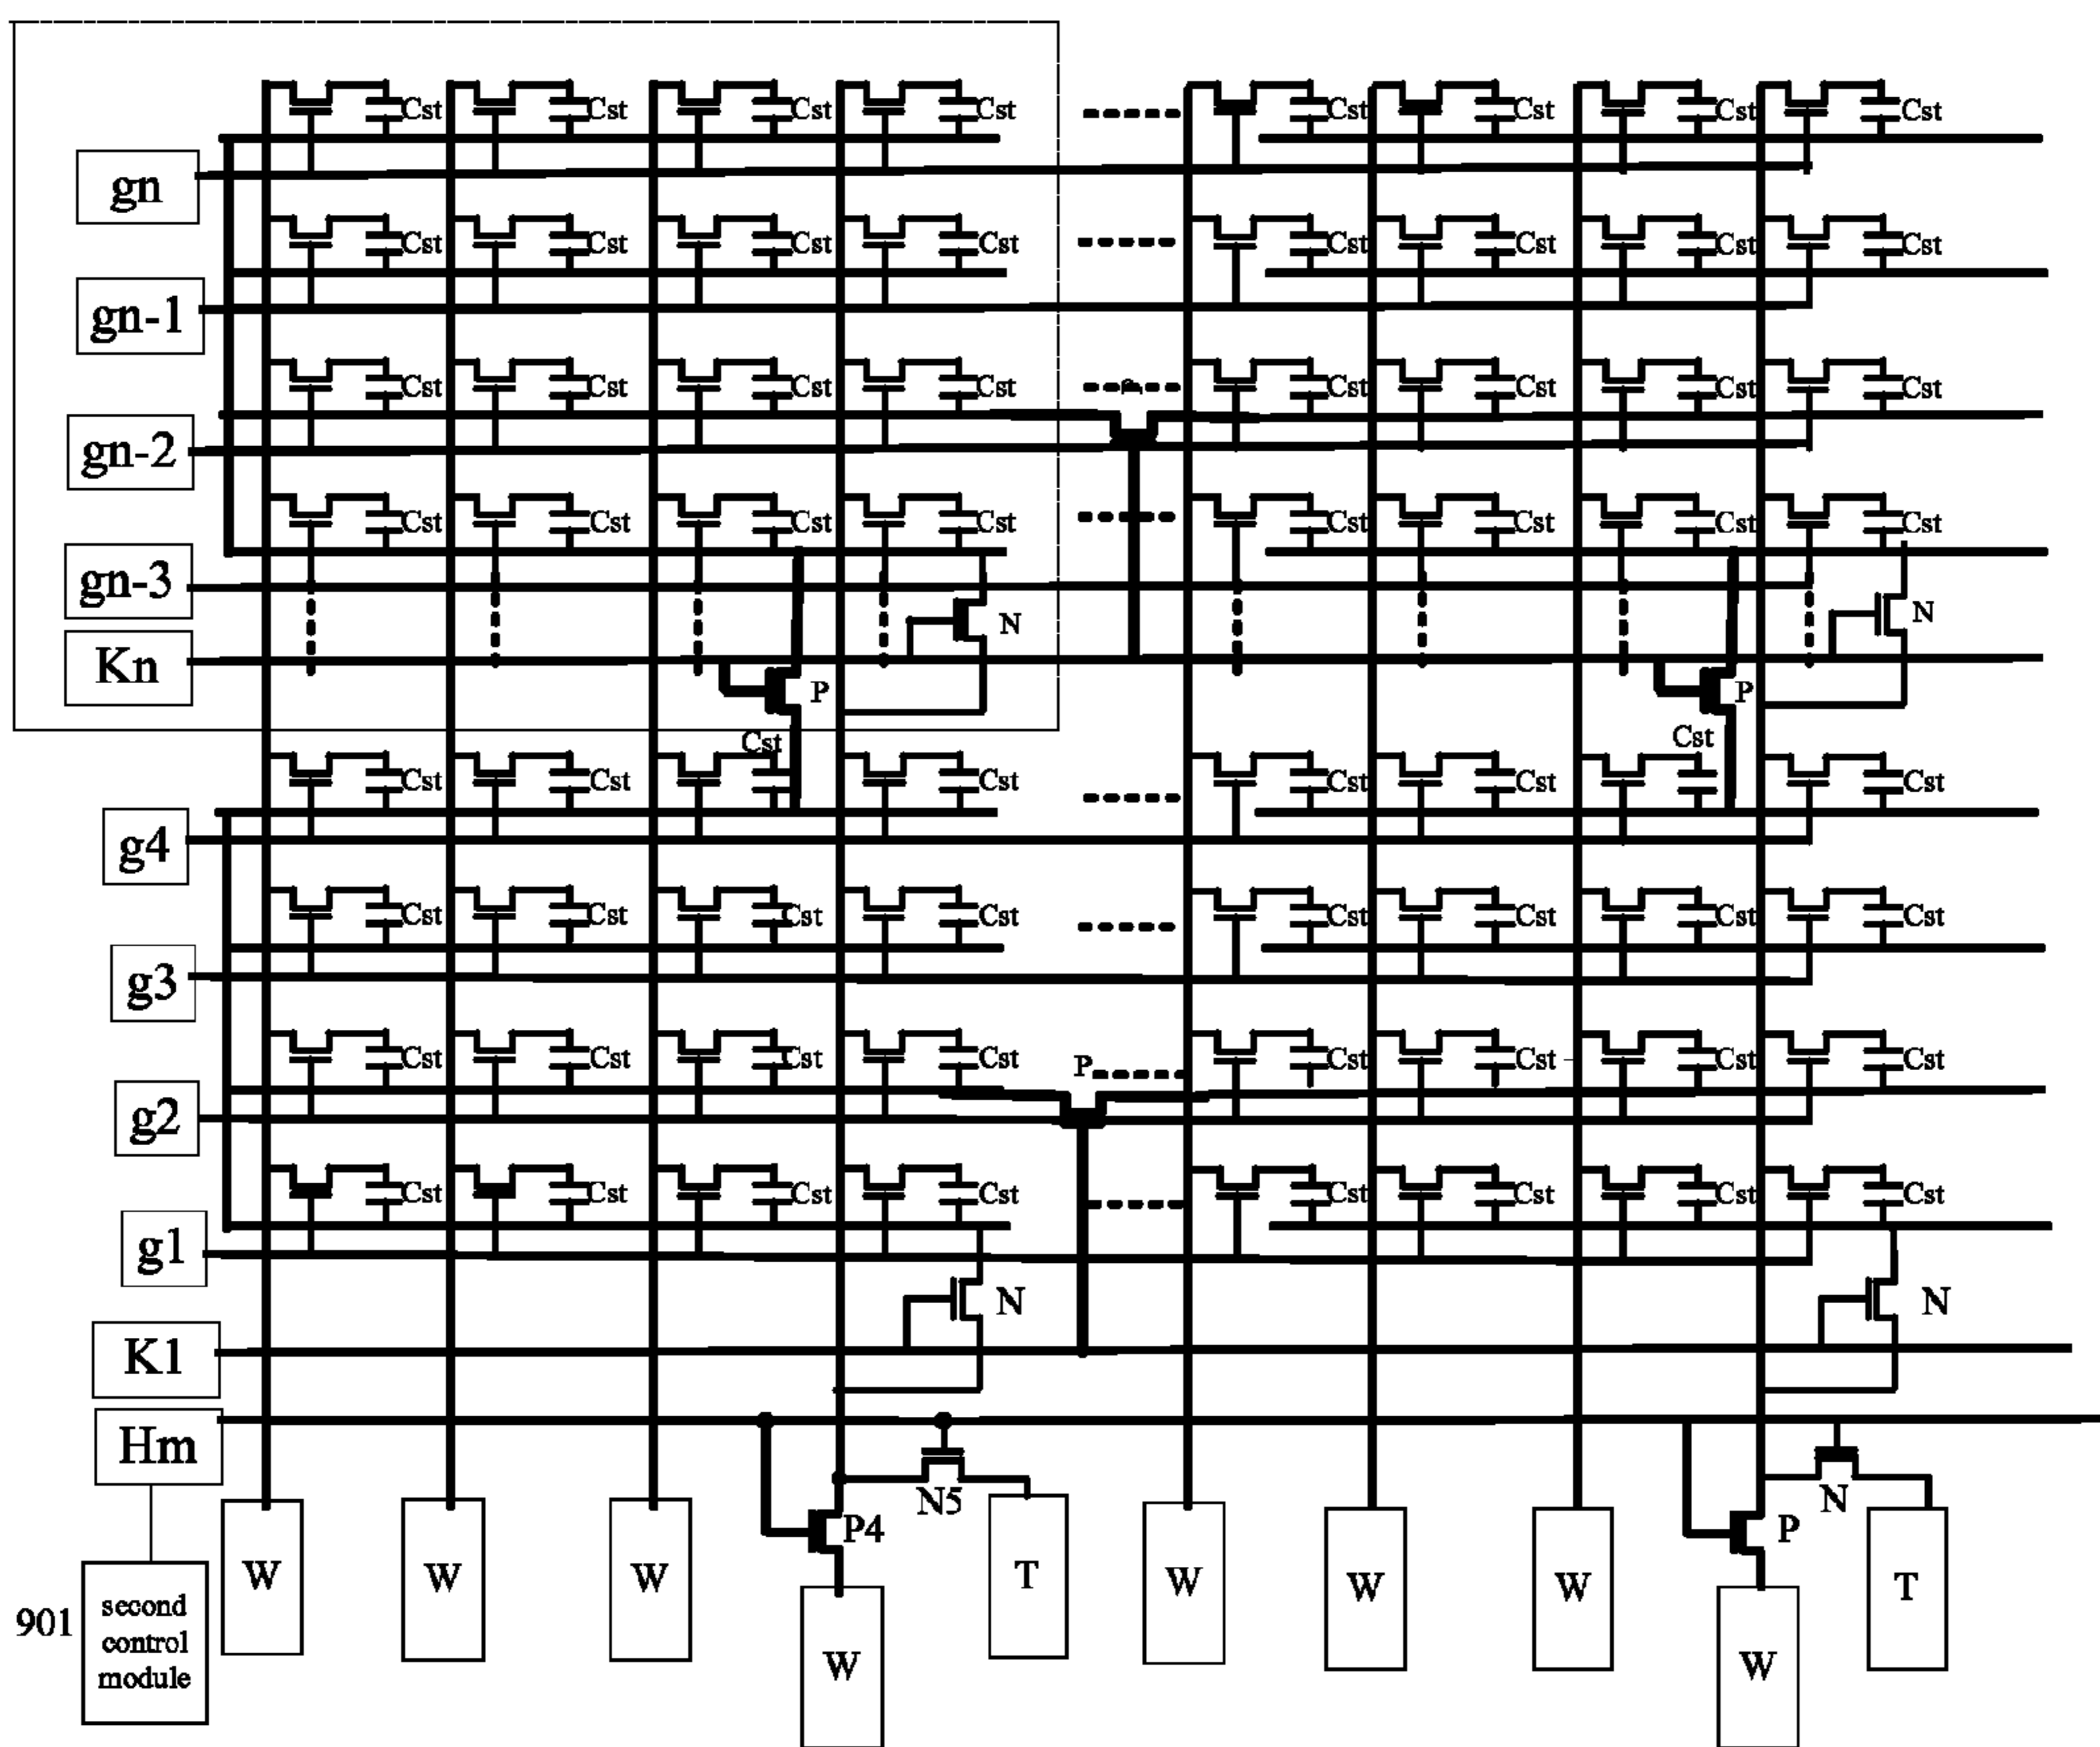 Cst Cst Cst Cst Cst Cst Cst Cst
gn
Cst Cst Cst Cst Cst Cst Cst Cst
gn-1
Cst Cst Cst Cst P Cst Cst Cst Cst
gn-2
Cst Cst Cst Cst Cst Cst Cst Cst
gn-3
N N
Kn
P P
Cst Cst
Cst Cst Cst Cst Cst Cst Cst
g4
Cst Cst Cst Cst Cst Cst Cst Cst
g3
Cst Cst Cst Cst P Cst Cst Cst Cst
g2
Cst Cst Cst Cst Cst Cst Cst Cst
g1
N N
K1
Hm
N5 N
P4 P
W W W T W W W T
901
second
control
module
W W